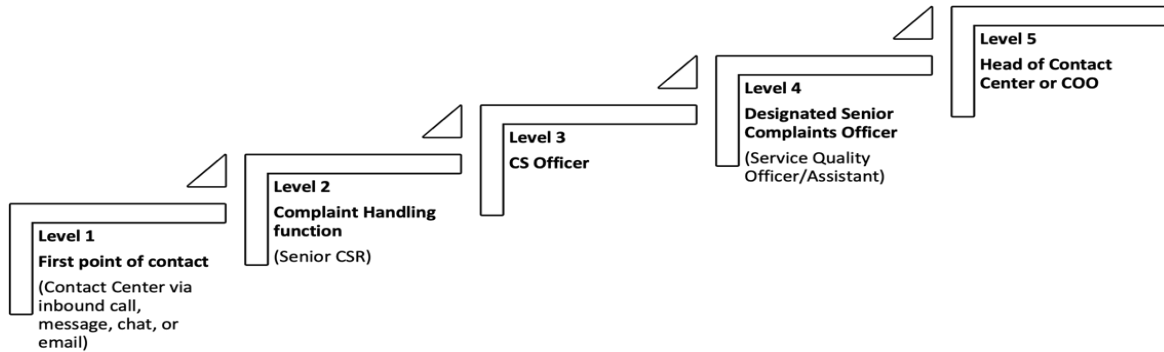 Level 1
First point of contact
(Contact Center via
inbound call,
message, chat, or
email)
Level 2
Complaint Handling
function
(Senior CSR)
Level 3
CS Officer
Level 4
Designated Senior
Complaints Officer
(Service Quality
Officer/Assistant)
Level 5
Head of Contact
Center or COO